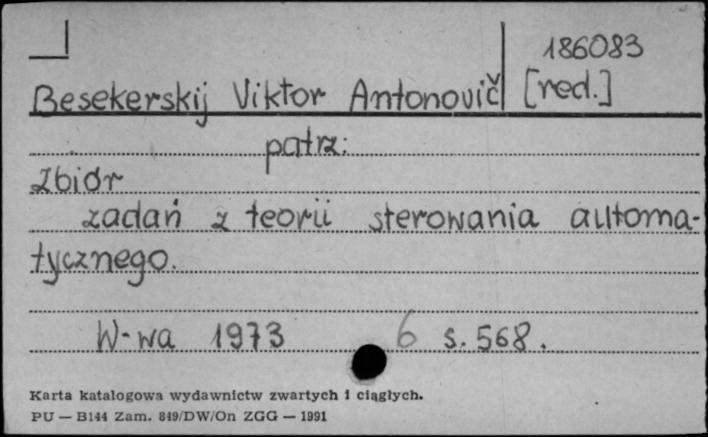 186083
Besekerskij Viktor Antonovič [red.]
patrz:
Zbiór
zadań z teorii sterowania automa-
tycznego.
W-wa 1973 6 s. 568.
Karta katalogowa wydawnictw zwartych i ciągłych.
PU — B144 Zam. 849/DW/On ZGG — 1991